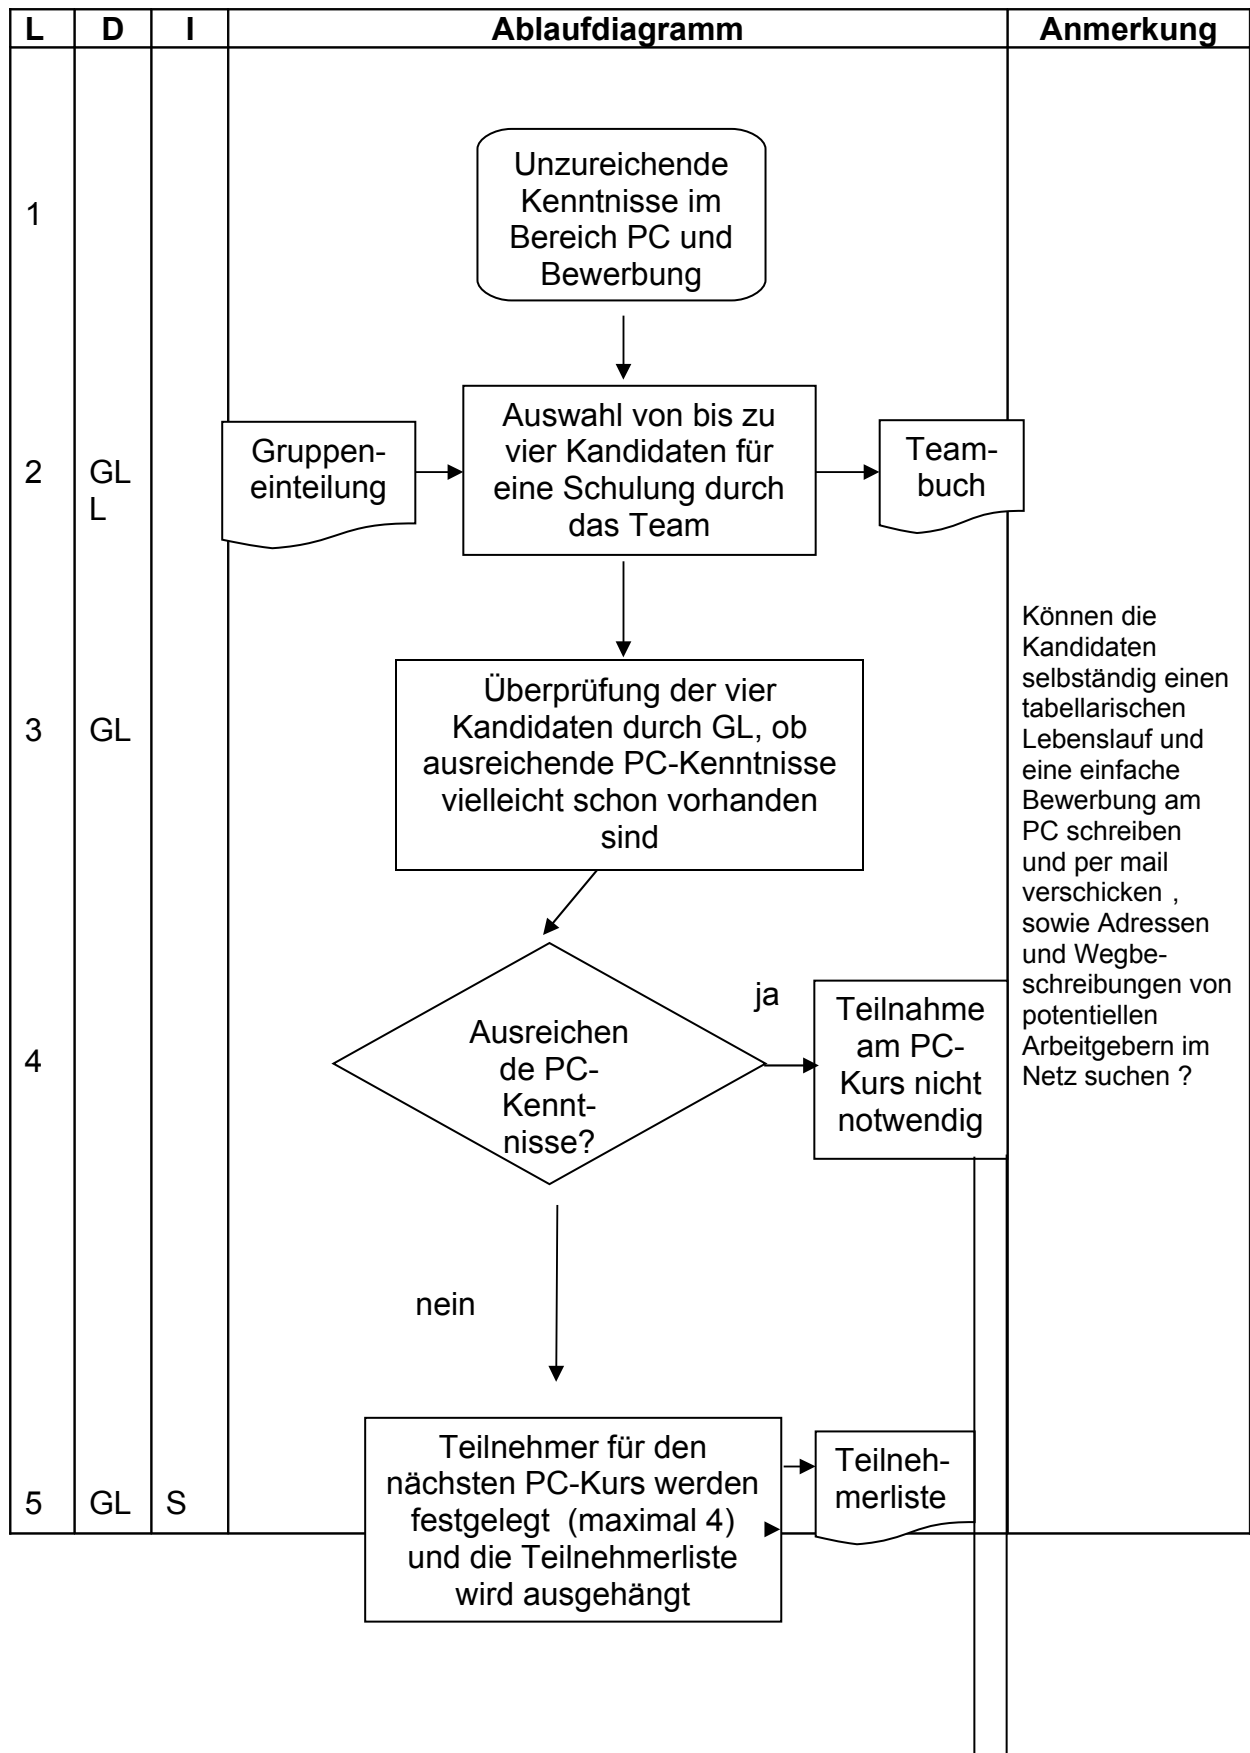 L D I Ablaufdiagramm Anmerkung
1
Unzureichende
Kenntnisse im
Bereich PC und
Bewerbung
2
GL
L
Gruppen-
einteilung
Auswahl von bis zu
vier Kandidaten für
eine Schulung durch
das Team
Team-
buch
3
GL
Überprüfung der vier
Kandidaten durch GL, ob
ausreichende PC-Kenntnisse
vielleicht schon vorhanden
sind
Können die
Kandidaten
selbständig einen
tabellarischen
Lebenslauf und
eine einfache
Bewerbung am
PC schreiben
und per mail
verschicken ,
sowie Adressen
und Wegbe-
schreibungen von
potentiellen
Arbeitgebern im
Netz suchen ?
4
Ausreichen
de PC-
Kennt-
nisse?
ja
Teilnahme
am PC-
Kurs nicht
notwendig
nein
5
GL
S
Teilnehmer für den
nächsten PC-Kurs werden
festgelegt (maximal 4)
und die Teilnehmerliste
wird ausgehängt
Teilneh-
merliste